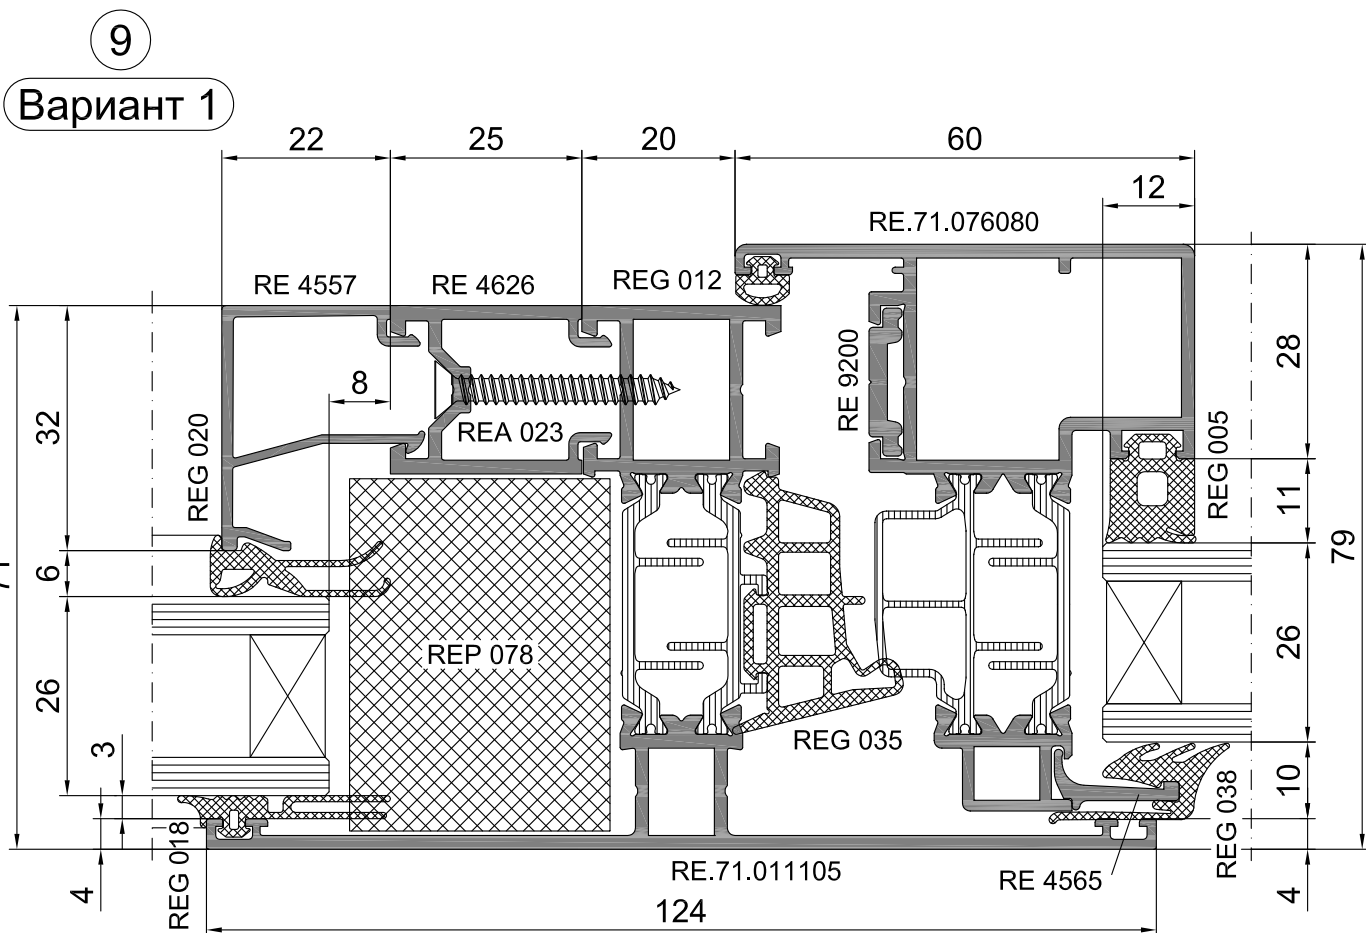 9
Вариант 1
22
25
20
60
12
RE.71.076080
RE 4557
RE 4626
REG 012
8
28
32
REG 020
REA 023
RE 9200
REG 005
11
79
6
REP 078
26
26
3
REG 035
10
REG 038
REG 018
RE.71.011105
RE 4565
4
4
124